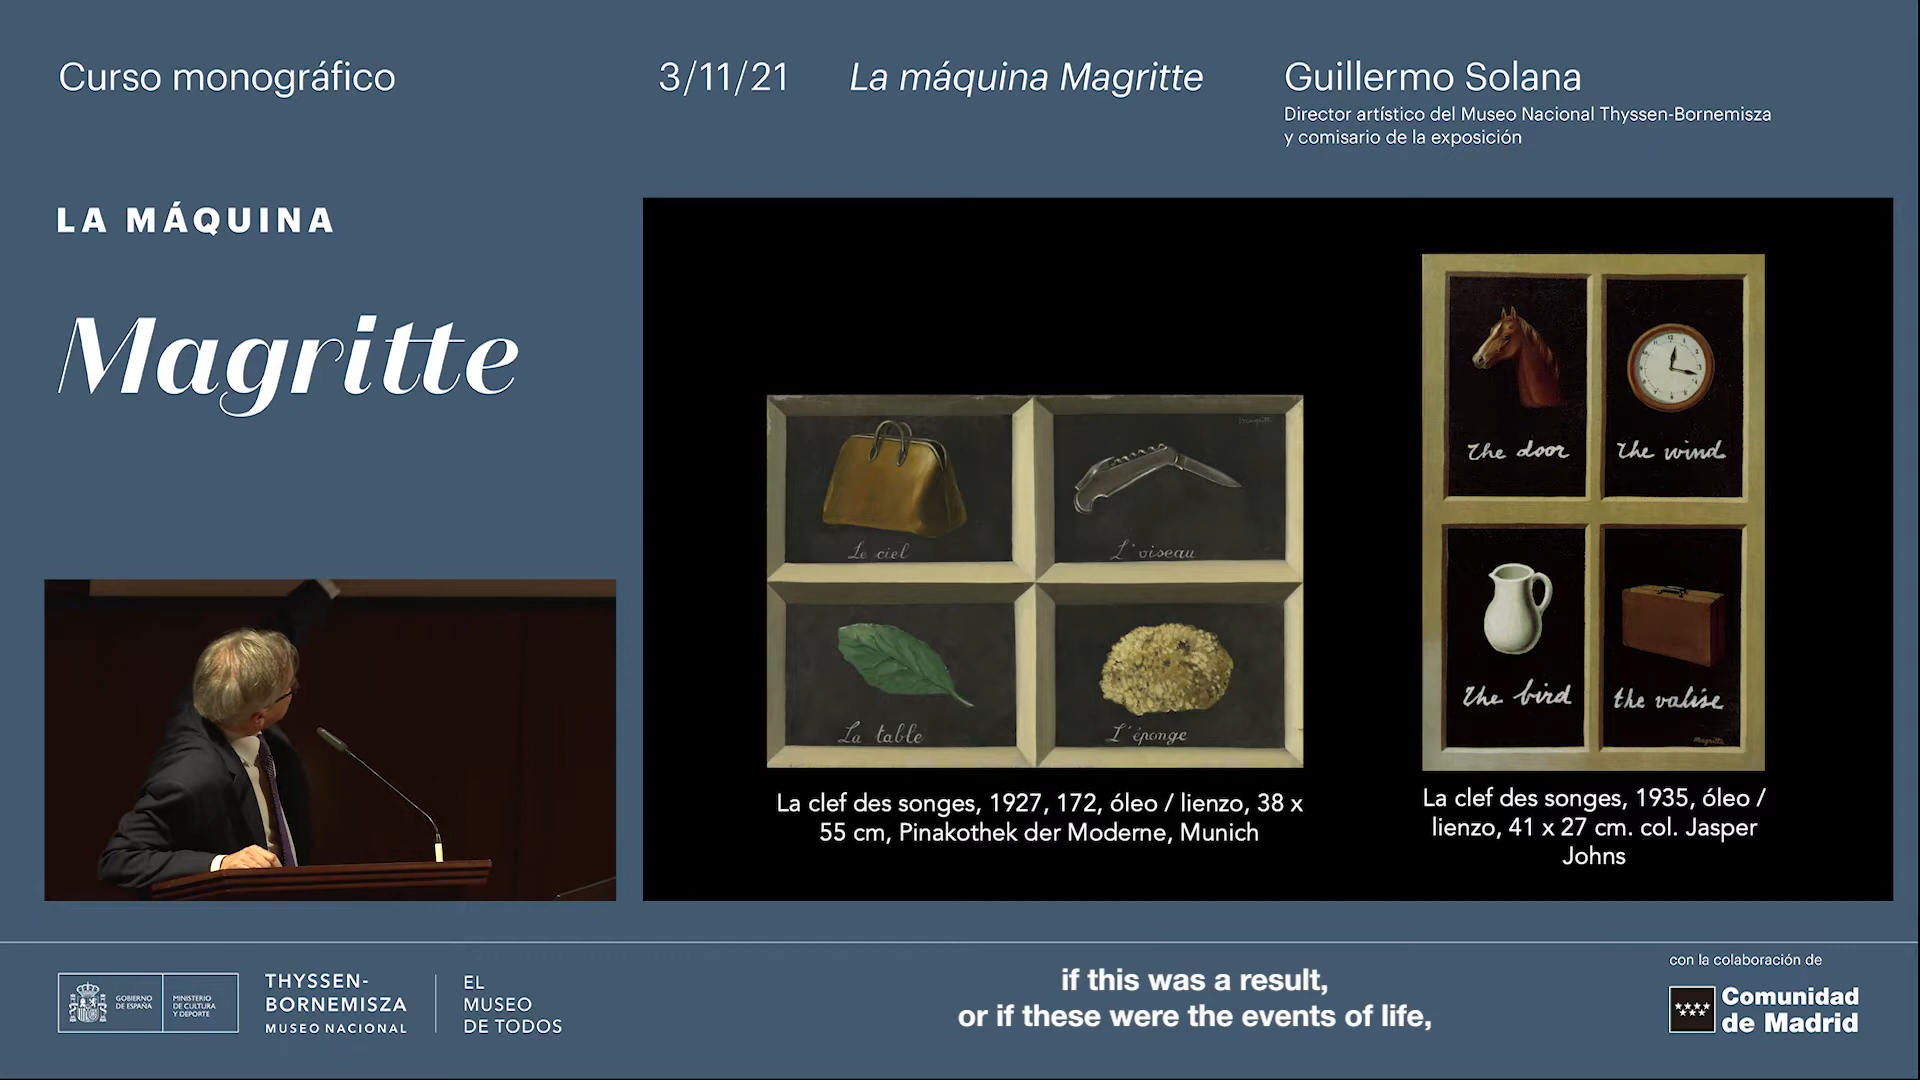 Curso monográfico
3/11/21
La máquina Magritte
Guillermo Solana
Director artístico del Museo Nacional Thyssen-Bornemisza
y comisario de la exposición
LA MÁQUINA
Magritte
Le ciel
L'oiseau
La table
L'éponge
La clef des songes, 1927, 172, óleo / lienzo, 38 x
55 cm, Pinakothek der Moderne, Munich
The door
The wind
The bird
the valise
Magritte
La clef des songes, 1935, óleo /
lienzo, 41 x 27 cm. col. Jasper
Johns
GOBIERNO
DE ESPAÑA
MINISTERIO
DE CULTURA
Y DEPORTE
THYSSEN-
BORNEMISZA
MUSEO NACIONAL
EL
MUSEO
DE TODOS
if this was a result,
or if these were the events of life,
con la colaboración de
Comunidad
de Madrid